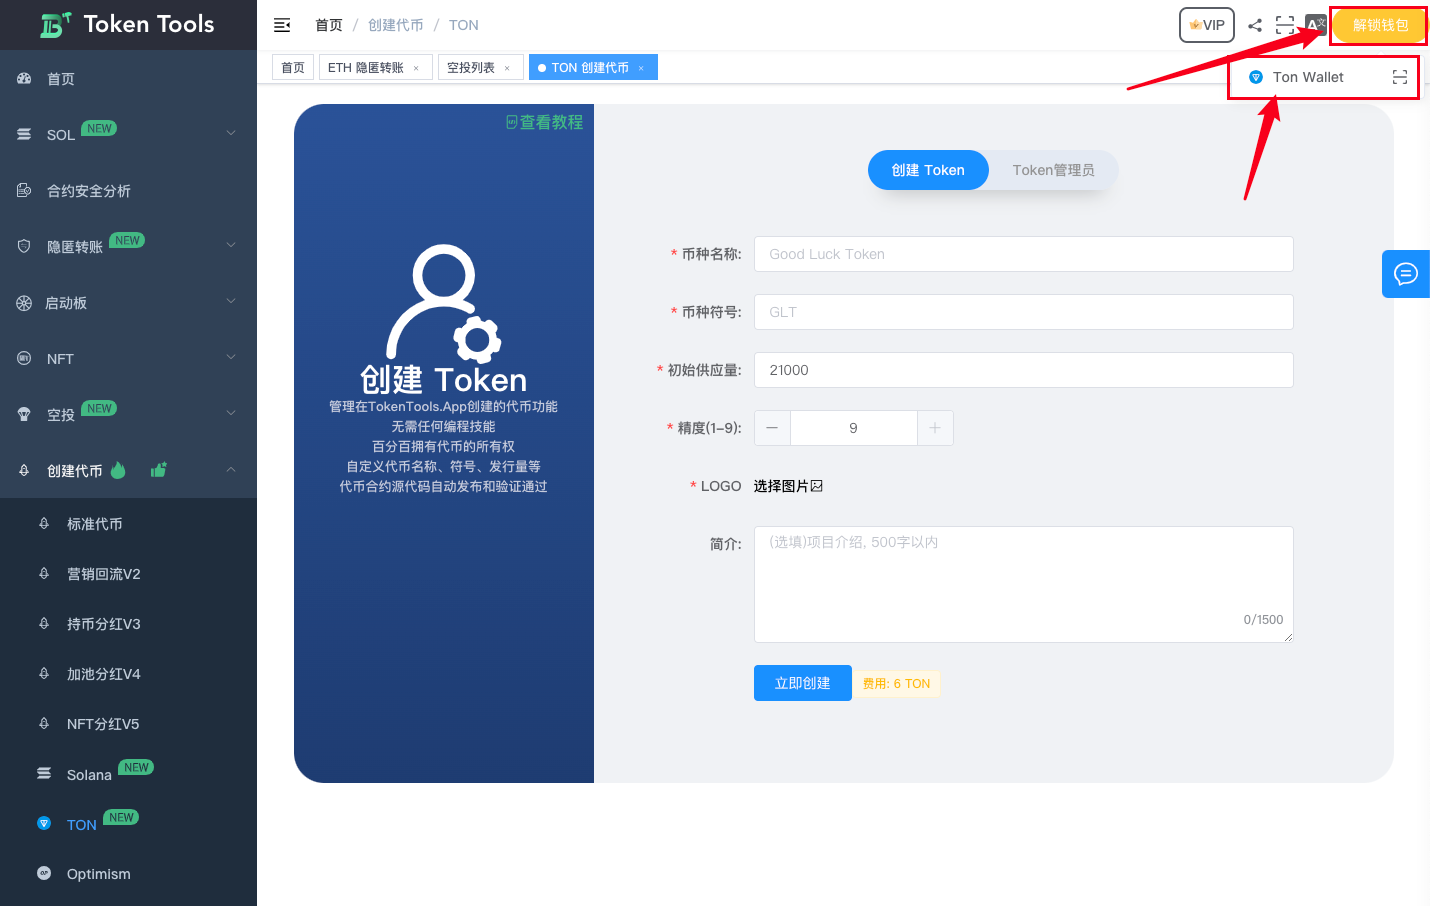 Token Tools
首页 / 创建代币 / TON
VIP
解锁钱包
首页
ETH 隐匿转账 ×
空投列表 ×
TON 创建代币 ×
Ton Wallet
首页
SOL NEW
合约安全分析
隐匿转账 NEW
启动板
NFT
空投 NEW
创建代币
标准代币
营销回流V2
持币分红V3
加池分红V4
NFT分红V5
Solana NEW
TON NEW
Optimism
查看教程
创建 Token
管理在TokenTools.App创建的代币功能
无需任何编程技能
百分百拥有代币的所有权
自定义代币名称、符号、发行量等
代币合约源代码自动发布和验证通过
创建 Token
Token管理员
* 币种名称: Good Luck Token
* 币种符号: GLT
* 初始供应量: 21000
* 精度(1-9): — 9 +
* LOGO 选择图片
简介: (选填)项目介绍, 500字以内
0/1500
立即创建 费用: 6 TON